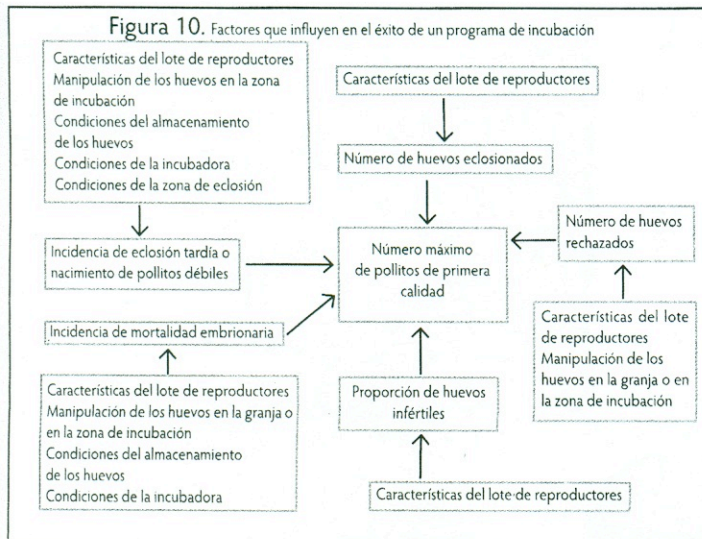 Figura 10. Factores que influyen en el éxito de un programa de incubación
Características del lote de reproductores
Manipulación de los huevos en la zona
de incubación
Condiciones del almacenamiento
de los huevos
Condiciones de la incubadora
Condiciones de la zona de eclosión
Características del lote de reproductores
Número de huevos eclosionados
Incidencia de eclosión tardía o
nacimiento de pollitos débiles
Número máximo
de pollitos de primera
calidad
Número de huevos
rechazados
Incidencia de mortalidad embrionaria
Características del lote
de reproductores
Manipulación de los
huevos en la granja o en
la zona de incubación
Características del lote de reproductores
Manipulación de los huevos en la granja o
en la zona de incubación
Condiciones del almacenamiento
de los huevos
Condiciones de la incubadora
Proporción de huevos
infértiles
Características del lote de reproductores